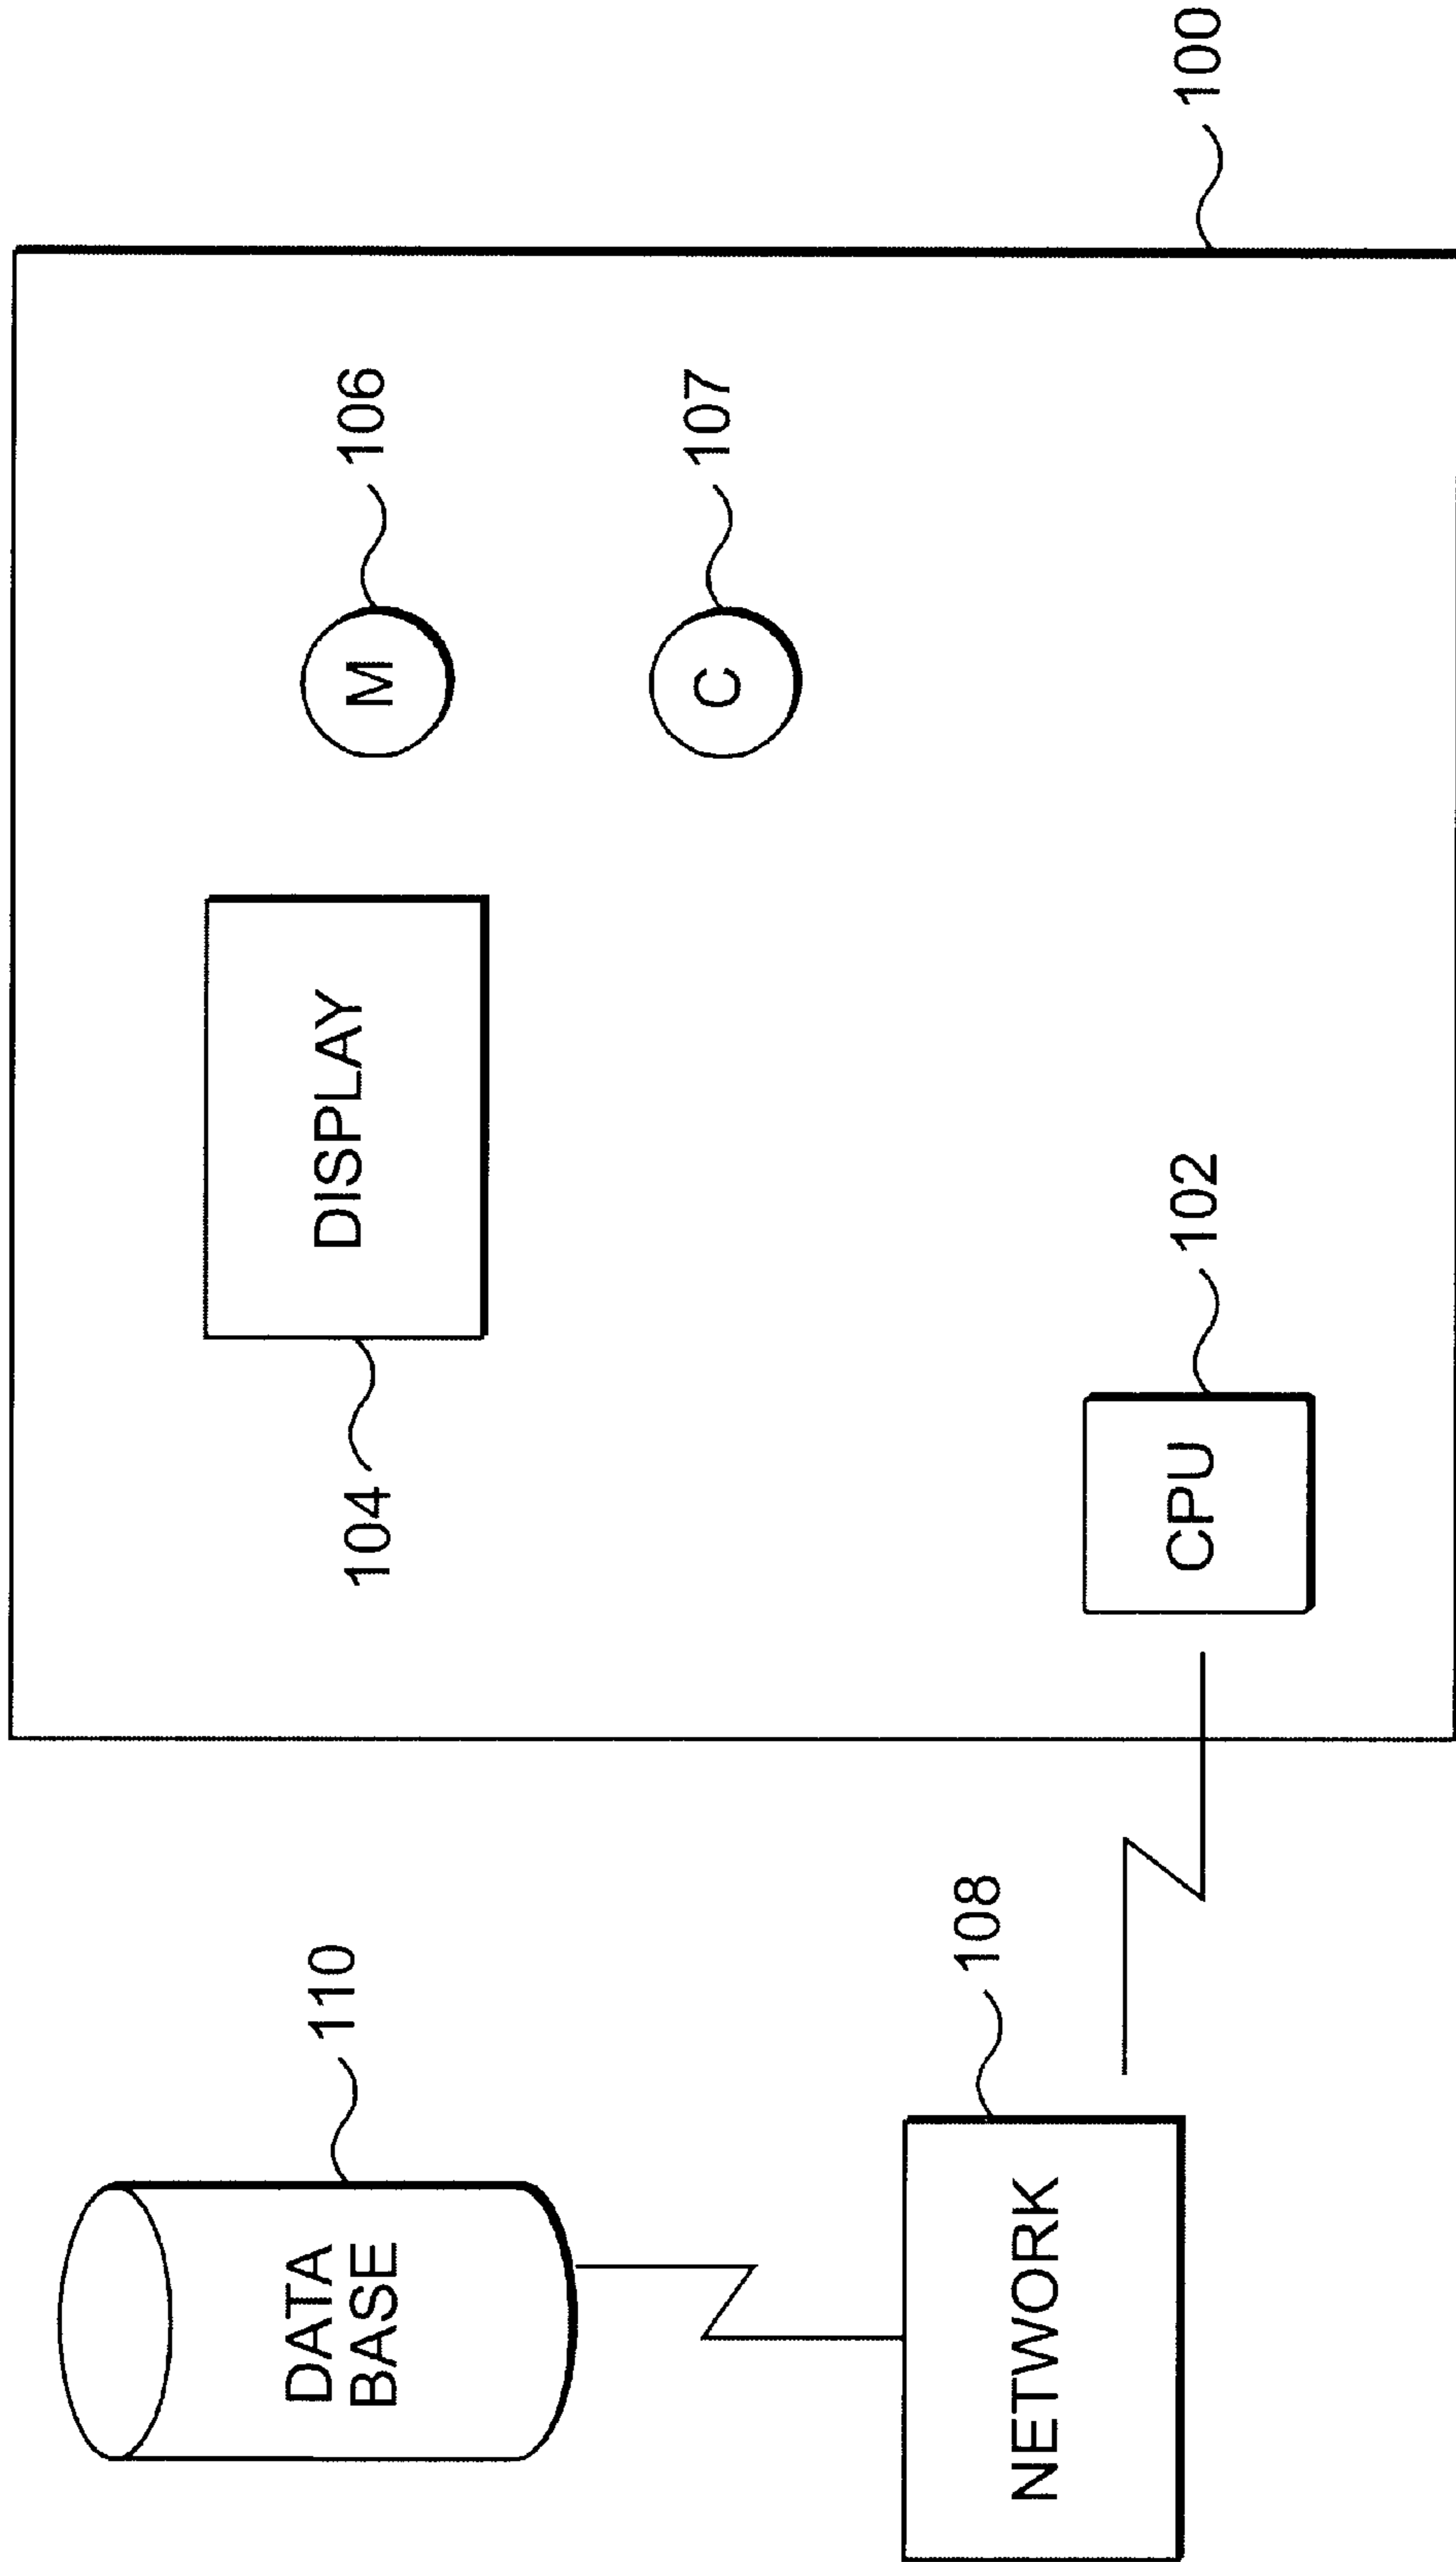 110
DATA
BASE
108
NETWORK
104
DISPLAY
M
106
C
107
CPU
102
100